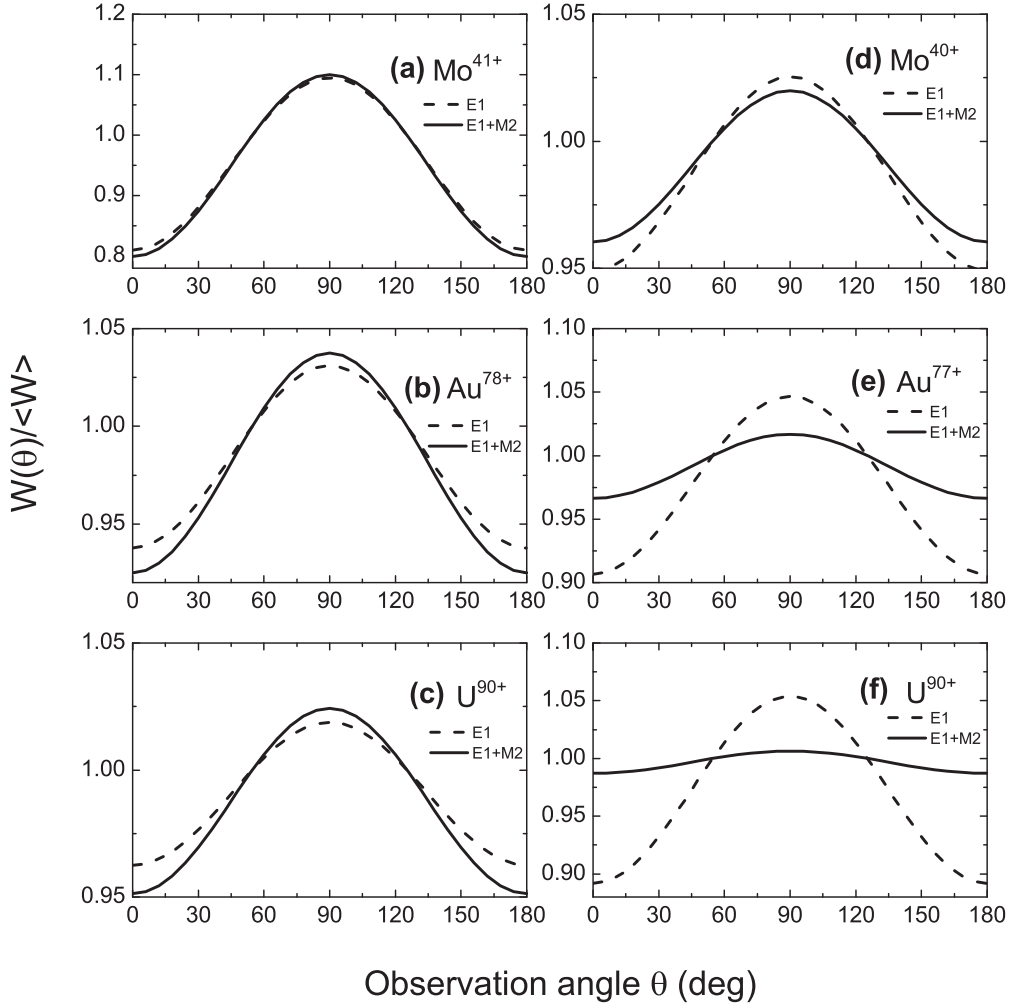 W(θ)/<W>
1.2
1.1
1.0
0.9
0.8
(a) Mo41+
E1
E1+M2
0 30 60 90 120 150 180
1.05
1.00
0.95
(d) Mo40+
E1
E1+M2
0 30 60 90 120 150 180
1.05
1.00
0.95
(b) Au78+
E1
E1+M2
0 30 60 90 120 150 180
1.10
1.05
1.00
0.95
0.90
(e) Au77+
E1
E1+M2
0 30 60 90 120 150 180
1.05
1.00
0.95
(c) U90+
E1
E1+M2
0 30 60 90 120 150 180
1.10
1.05
1.00
0.95
0.90
(f) U90+
E1
E1+M2
0 30 60 90 120 150 180
Observation angle θ (deg)